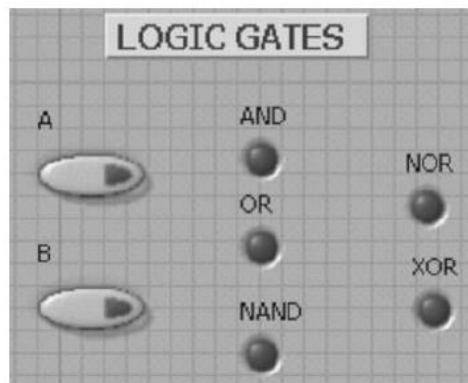 LOGIC GATES
A
AND
NOR
OR
B
XOR
NAND